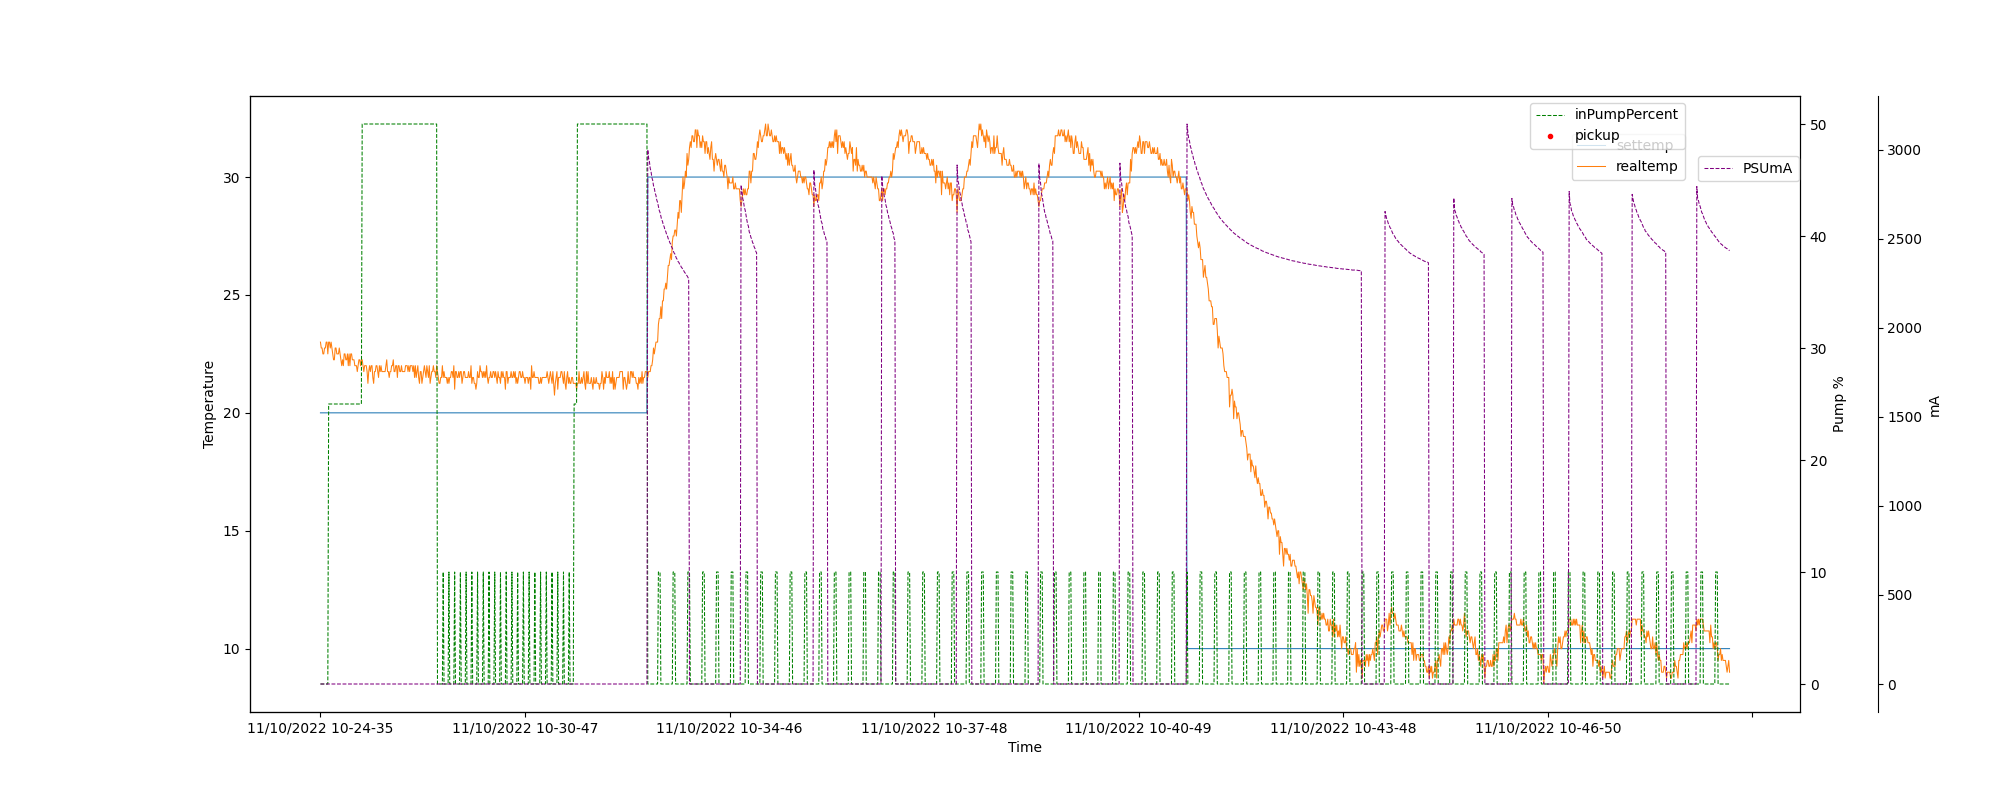 inPumpPercent
pickup
settemp
realtemp
PSUmA
30
25
20
15
10
Temperature
50
40
30
20
10
0
Pump %
3000
2500
2000
1500
1000
500
0
mA
11/10/2022 10-24-35
11/10/2022 10-30-47
11/10/2022 10-34-46
11/10/2022 10-37-48
11/10/2022 10-40-49
11/10/2022 10-43-48
11/10/2022 10-46-50
Time